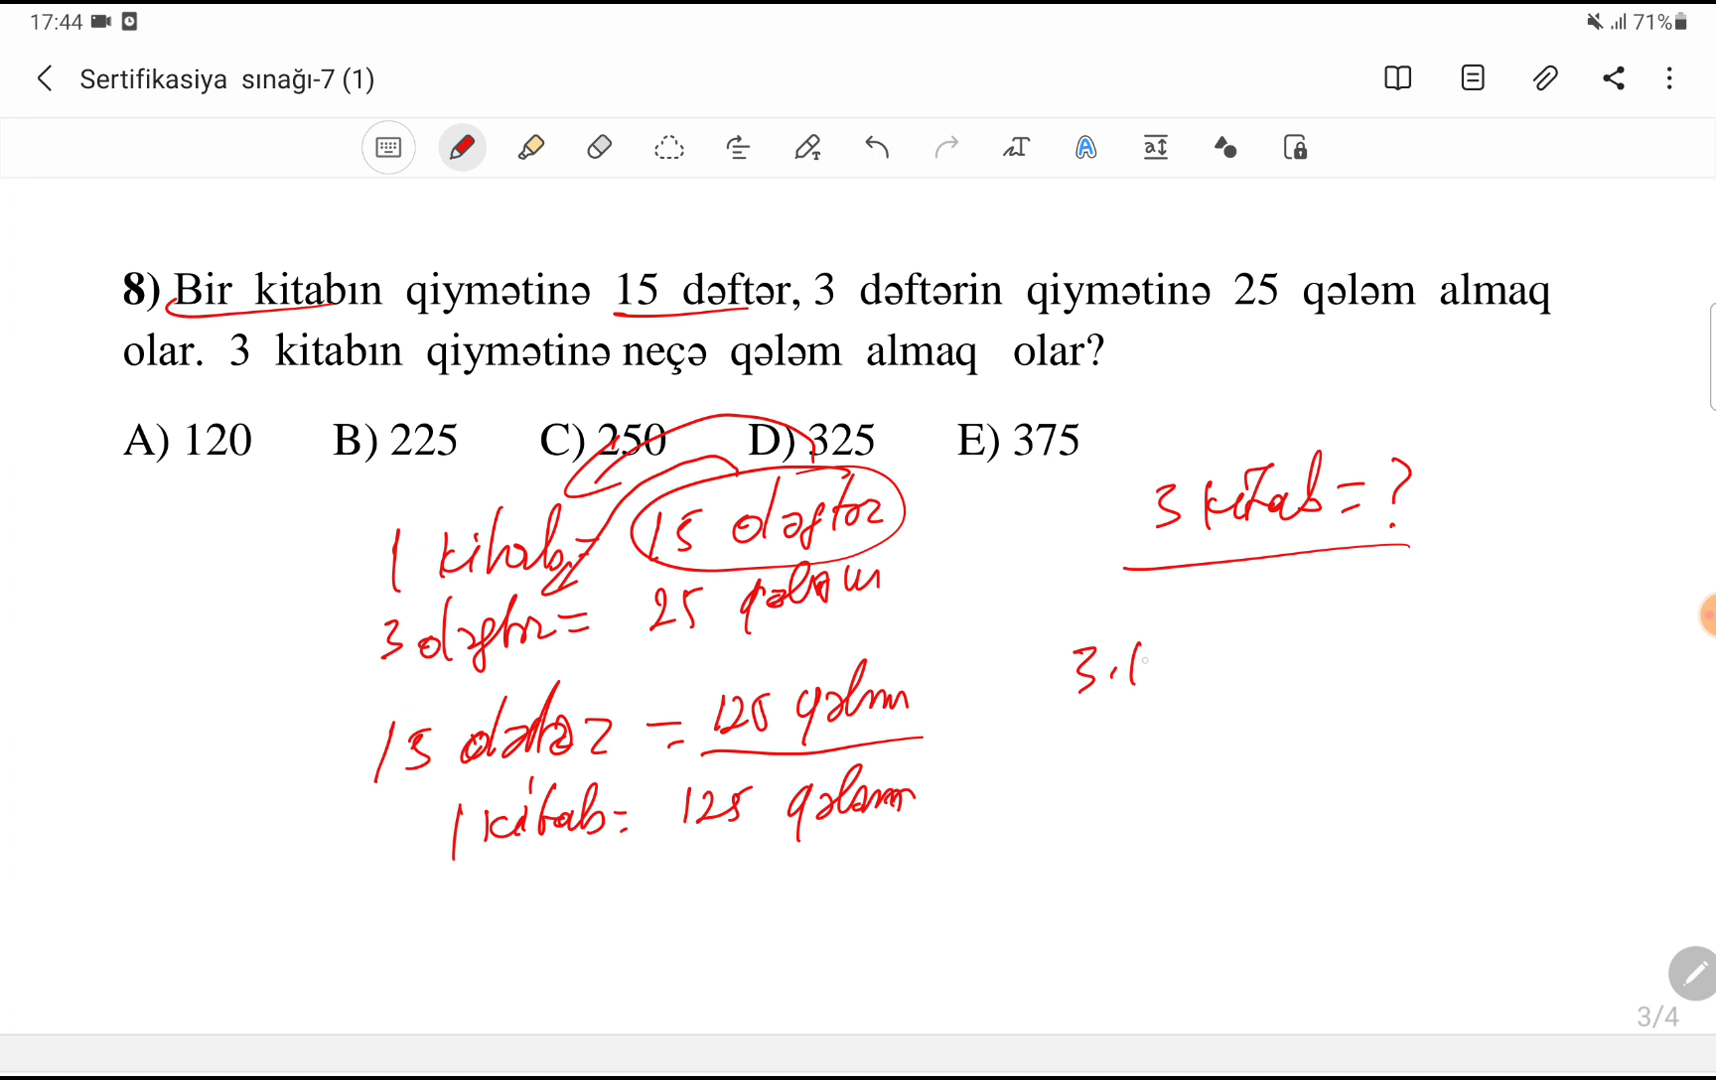 17:44 71%
Sertifikasiya sınağı-7 (1)
8) Bir kitabın qiymətinə 15 dəftər, 3 dəftərin qiymətinə 25 qələm almaq
olar. 3 kitabın qiymətinə neçə qələm almaq olar?
A) 120 B) 225 C) 250 D) 325 E) 375
3 kitab = ?
1 kitab = 15 dəftər
3 dəftər = 25 qələm
3 · 1
15 dəftər = 125 qələm
1 kitab = 125 qələm
3/4